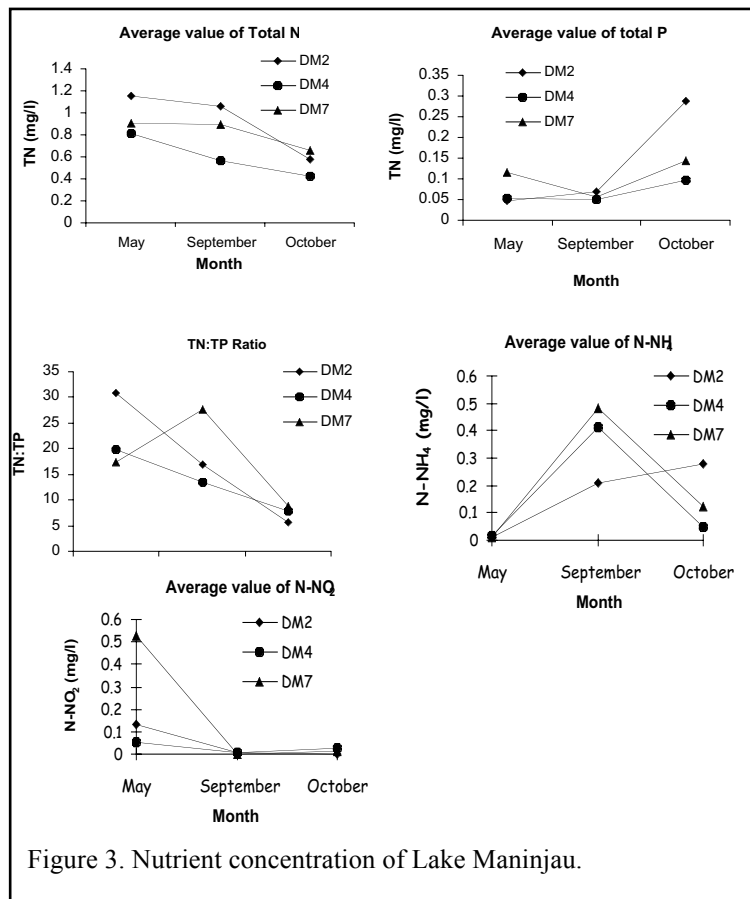 Average value of Total N
TN (mg/l)
1.4
1.2
1
0.8
0.6
0.4
0.2
0
DM2
DM4
DM7
May September October
Month
Average value of total P
TN (mg/l)
0.35
0.3
0.25
0.2
0.15
0.1
0.05
0
DM2
DM4
DM7
May September October
Month
TN:TP Ratio
TN:TP
35
30
25
20
15
10
5
0
DM2
DM4
DM7
Average value of N-NH₄
N-NH₄ (mg/l)
0.6
0.5
0.4
0.3
0.2
0.1
0
DM2
DM4
DM7
May September October
Month
Average value of N-NO₂
N-NO₂ (mg/l)
0.6
0.5
0.4
0.3
0.2
0.1
0
DM2
DM4
DM7
May September October
Month
Figure 3. Nutrient concentration of Lake Maninjau.